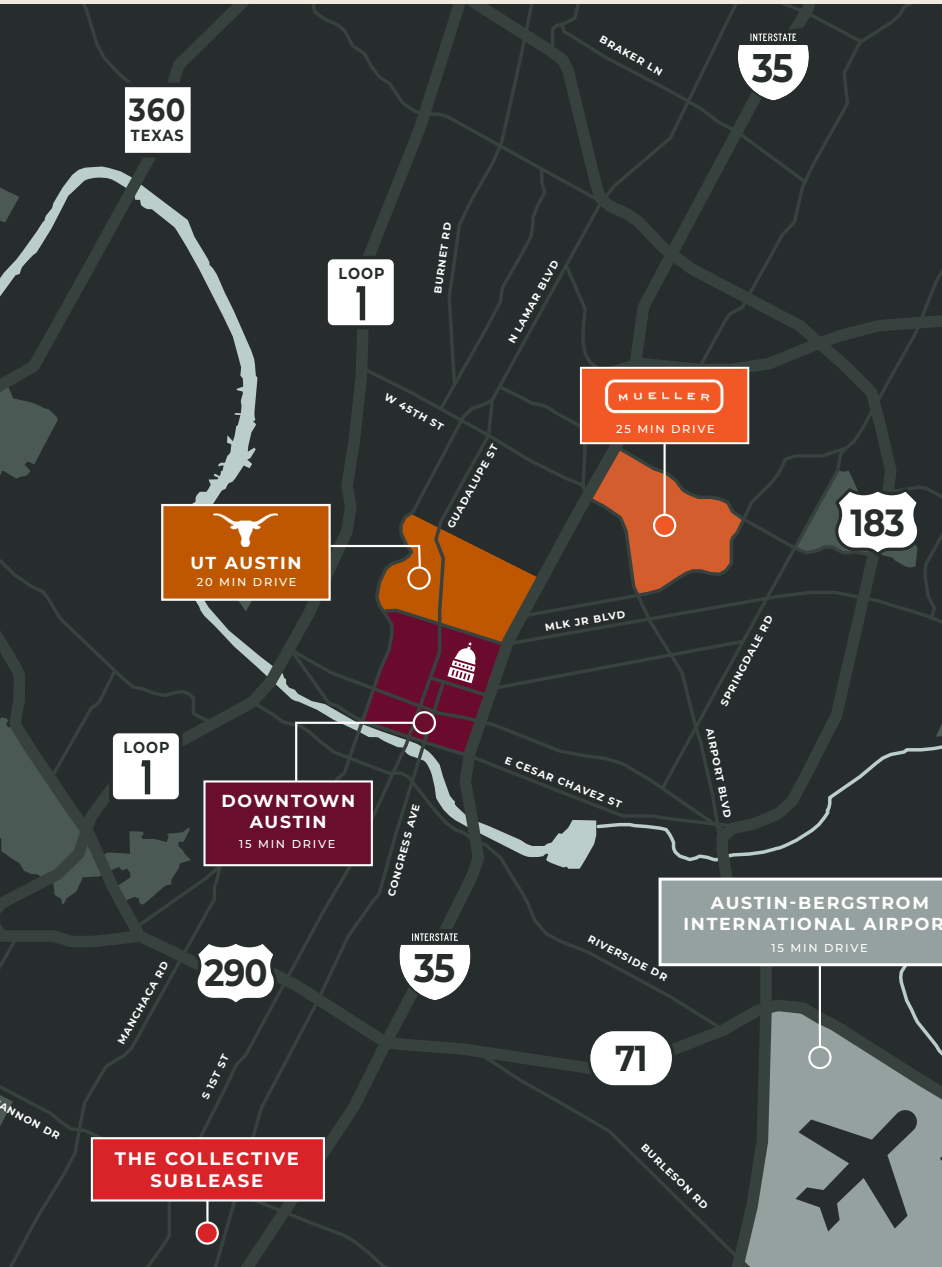 BRAKER LN
INTERSTATE
35
360
TEXAS
BURNET RD
LOOP
1
N LAMAR BLVD
MUELLER
25 MIN DRIVE
W 45TH ST
GUADALUPE ST
183
UT AUSTIN
20 MIN DRIVE
MLK JR BLVD
SPRINGDALE RD
LOOP
1
AIRPORT BLVD
E CESAR CHAVEZ ST
DOWNTOWN
AUSTIN
15 MIN DRIVE
CONGRESS AVE
AUSTIN-BERGSTROM
INTERNATIONAL AIRPOR
15 MIN DRIVE
INTERSTATE
35
290
RIVERSIDE DR
MANCHACA RD
71
S 1ST ST
ANNON DR
THE COLLECTIVE
SUBLEASE
BURLESON RD